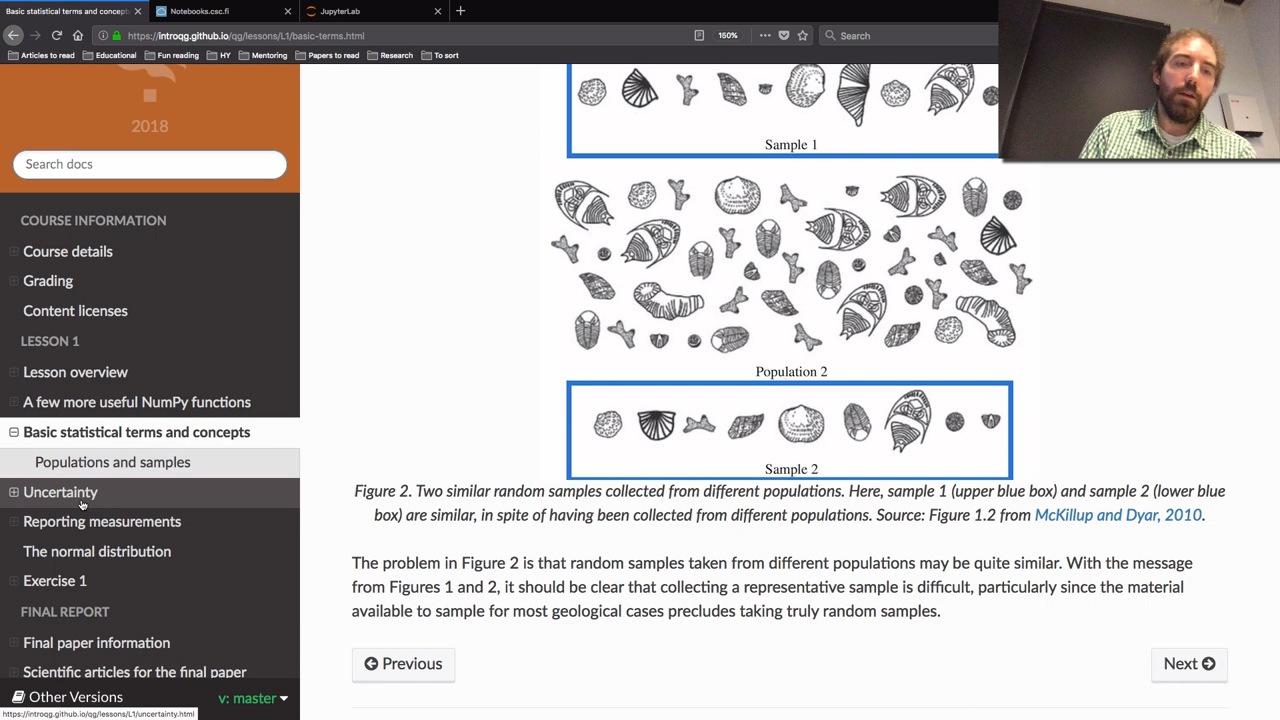 Basic statistical terms and concepts
Notebooks.csc.fi
JupyterLab
https://introqg.github.io/qg/lessons/L1/basic-terms.html
150%
Search
Articles to read
Educational
Fun reading
HY
Mentoring
Papers to read
Research
To sort
2018
Search docs
COURSE INFORMATION
Course details
Grading
Content licenses
LESSON 1
Lesson overview
A few more useful NumPy functions
Basic statistical terms and concepts
Populations and samples
Uncertainty
Reporting measurements
The normal distribution
Exercise 1
FINAL REPORT
Final paper information
Scientific articles for the final paper
Other Versions
v: master
https://introqg.github.io/qg/lessons/L1/uncertainty.html
Sample 1
Population 2
Sample 2
Figure 2. Two similar random samples collected from different populations. Here, sample 1 (upper blue box) and sample 2 (lower blue
box) are similar, in spite of having been collected from different populations. Source: Figure 1.2 from McKillup and Dyar, 2010.
The problem in Figure 2 is that random samples taken from different populations may be quite similar. With the message
from Figures 1 and 2, it should be clear that collecting a representative sample is difficult, particularly since the material
available to sample for most geological cases precludes taking truly random samples.
Previous
Next